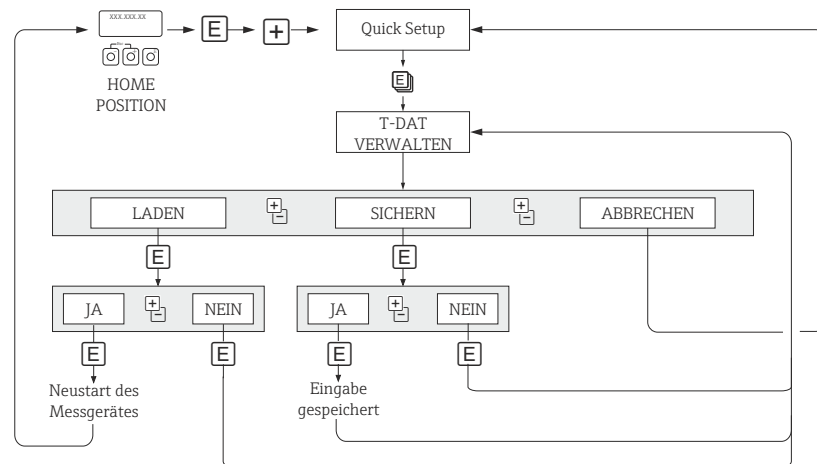 XXX.XXX.XX
Esc
E
+
Quick Setup
HOME
POSITION
E
T-DAT
VERWALTEN
LADEN
+
-
SICHERN
+
-
ABBRECHEN
E
E
JA
+
-
NEIN
JA
+
-
NEIN
E
E
E
E
Neustart des
Messgerätes
Eingabe
gespeichert